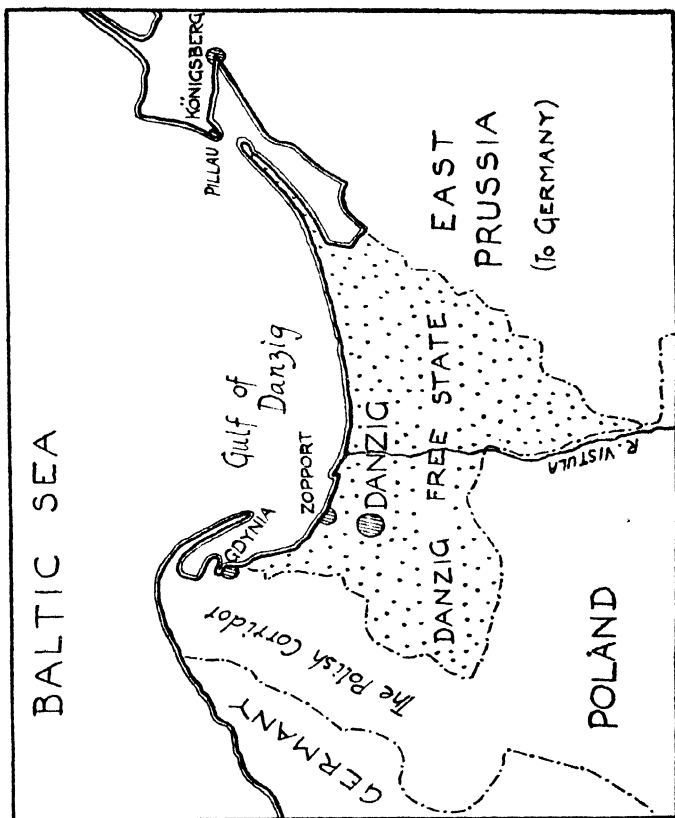 BALTIC SEA
Gulf of
Danzig
PILLAU
KÖNIGSBERG
GDYNIA
ZOPPORT
The Polish Corridor
GERMANY
DANZIG
DANZIG FREE STATE
EAST
PRUSSIA
(TO GERMANY)
R. VISTULA
POLAND